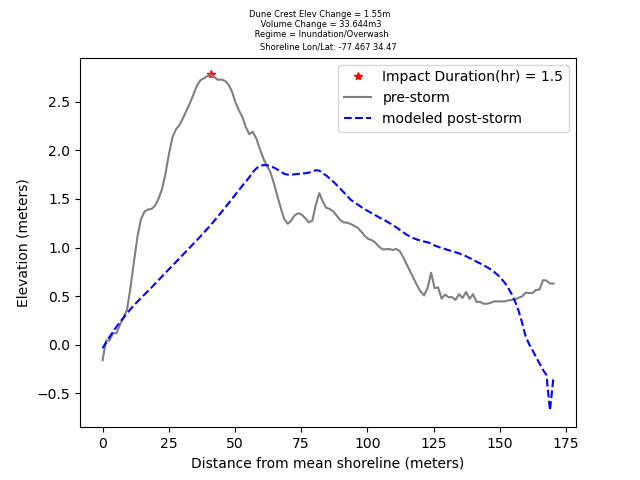 Dune Crest Elev Change = 1.55m
Volume Change = 33.644m3
Regime = Inundation/Overwash
Shoreline Lon/Lat: -77.467 34.47
Impact Duration(hr) = 1.5
pre-storm
modeled post-storm
Elevation (meters)
2.5
2.0
1.5
1.0
0.5
0.0
−0.5
0 25 50 75 100 125 150 175
Distance from mean shoreline (meters)